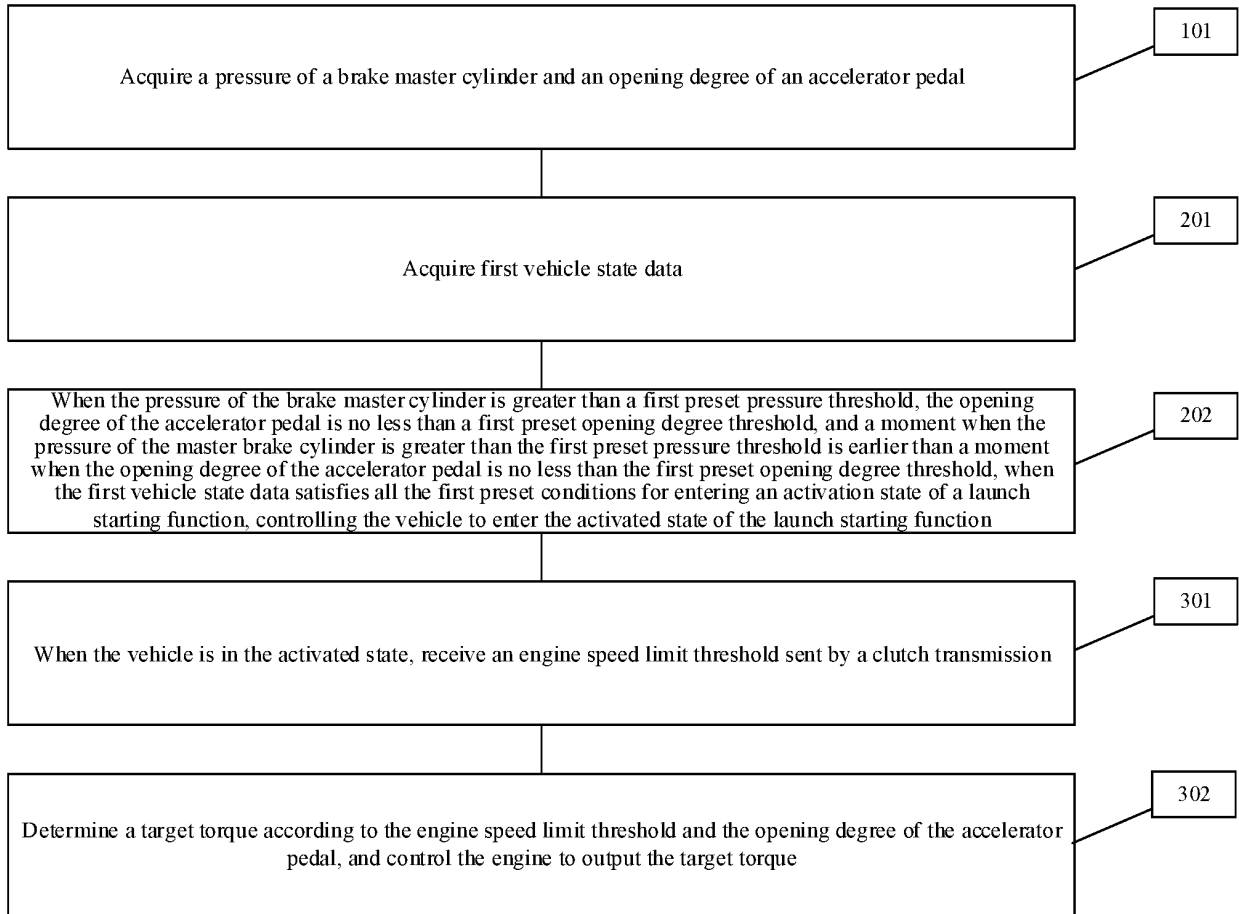 Acquire a pressure of a brake master cylinder and an opening degree of an accelerator pedal
101
Acquire first vehicle state data
201
When the pressure of the brake master cylinder is greater than a first preset pressure threshold, the opening
degree of the accelerator pedal is no less than a first preset opening degree threshold, and a moment when the
pressure of the master brake cylinder is greater than the first preset pressure threshold is earlier than a moment
when the opening degree of the accelerator pedal is no less than the first preset opening degree threshold, when
the first vehicle state data satisfies all the first preset conditions for entering an activation state of a launch
starting function, controlling the vehicle to enter the activated state of the launch starting function
202
When the vehicle is in the activated state, receive an engine speed limit threshold sent by a clutch transmission
301
Determine a target torque according to the engine speed limit threshold and the opening degree of the accelerator
pedal, and control the engine to output the target torque
302